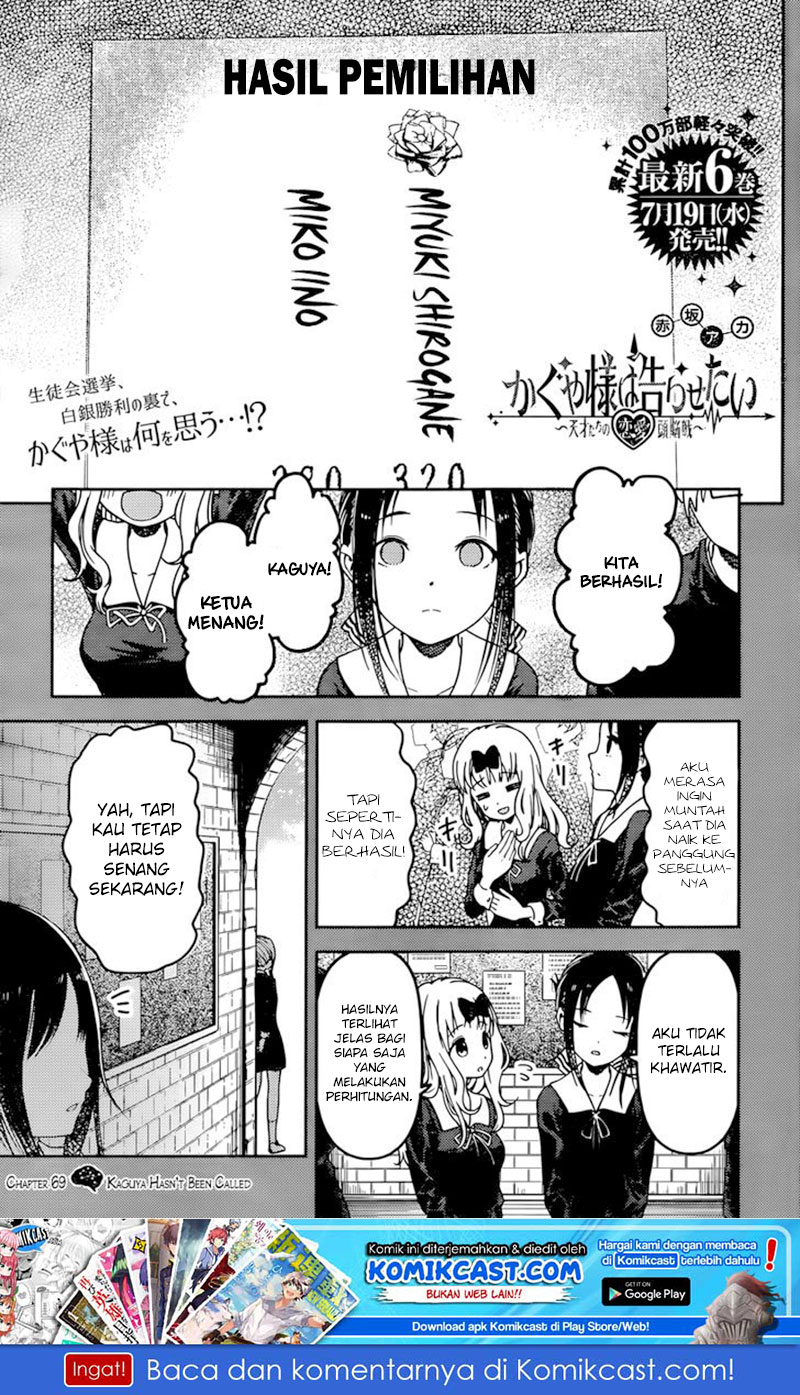 HASIL PEMILIHAN
累計100万部軽々突破!!
最新6巻
7月19日(水)
発売!!
MIYUKI SHIROGANE
MIKO IINO
320
赤坂アカ
かぐや様は告らせたい
～天才たちの恋愛頭脳戦～
生徒会選挙、
白銀勝利の裏で、
かぐや様は何を思う…!?
KITA
BERHASIL!
KAGUYA!
KETUA
MENANG!
AKU
MERASA
INGIN
MUNTAH
SAAT DIA
NAIK KE
PANGGUNG
SEBELUM-
NYA
TAPI
SEPERTI-
NYA DIA
BERHASIL!
AKU TIDAK
TERLALU
KHAWATIR.
HASILNYA
TERLIHAT
JELAS BAGI
SIAPA SAJA
YANG
MELAKUKAN
PERHITUNGAN.
YAH, TAPI
KAU TETAP
HARUS
SENANG
SEKARANG!
CHAPTER 69 KAGUYA HASN'T BEEN CALLED
KOMIKCAST
Komik ini diterjemahkan & diedit oleh
KOMIKCAST.COM
BUKAN WEB LAIN!!
Hargai kami dengan membaca
di Komikcast terlebih dahulu !
GET IT ON
Google Play
Download apk Komikcast di Play Store/Web!
Ingat! Baca dan komentarnya di Komikcast.com!